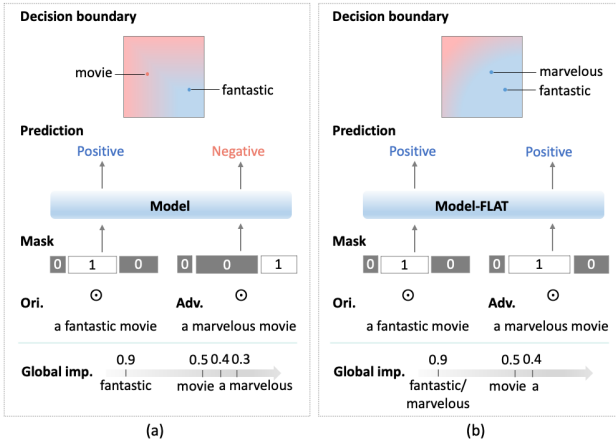 Decision boundary
movie
fantastic
Prediction
Positive Negative
Model
Mask
0 1 0 0 0 1
Ori. Adv.
a fantastic movie a marvelous movie
0.9 0.5 0.4 0.3
Global imp.
fantastic movie a marvelous
(a)
Decision boundary
marvelous
fantastic
Prediction
Positive Positive
Model-FLAT
Mask
0 1 0 0 1 0
Ori. Adv.
a fantastic movie a marvelous movie
0.9 0.5 0.4
Global imp.
fantastic/ movie a
marvelous
(b)